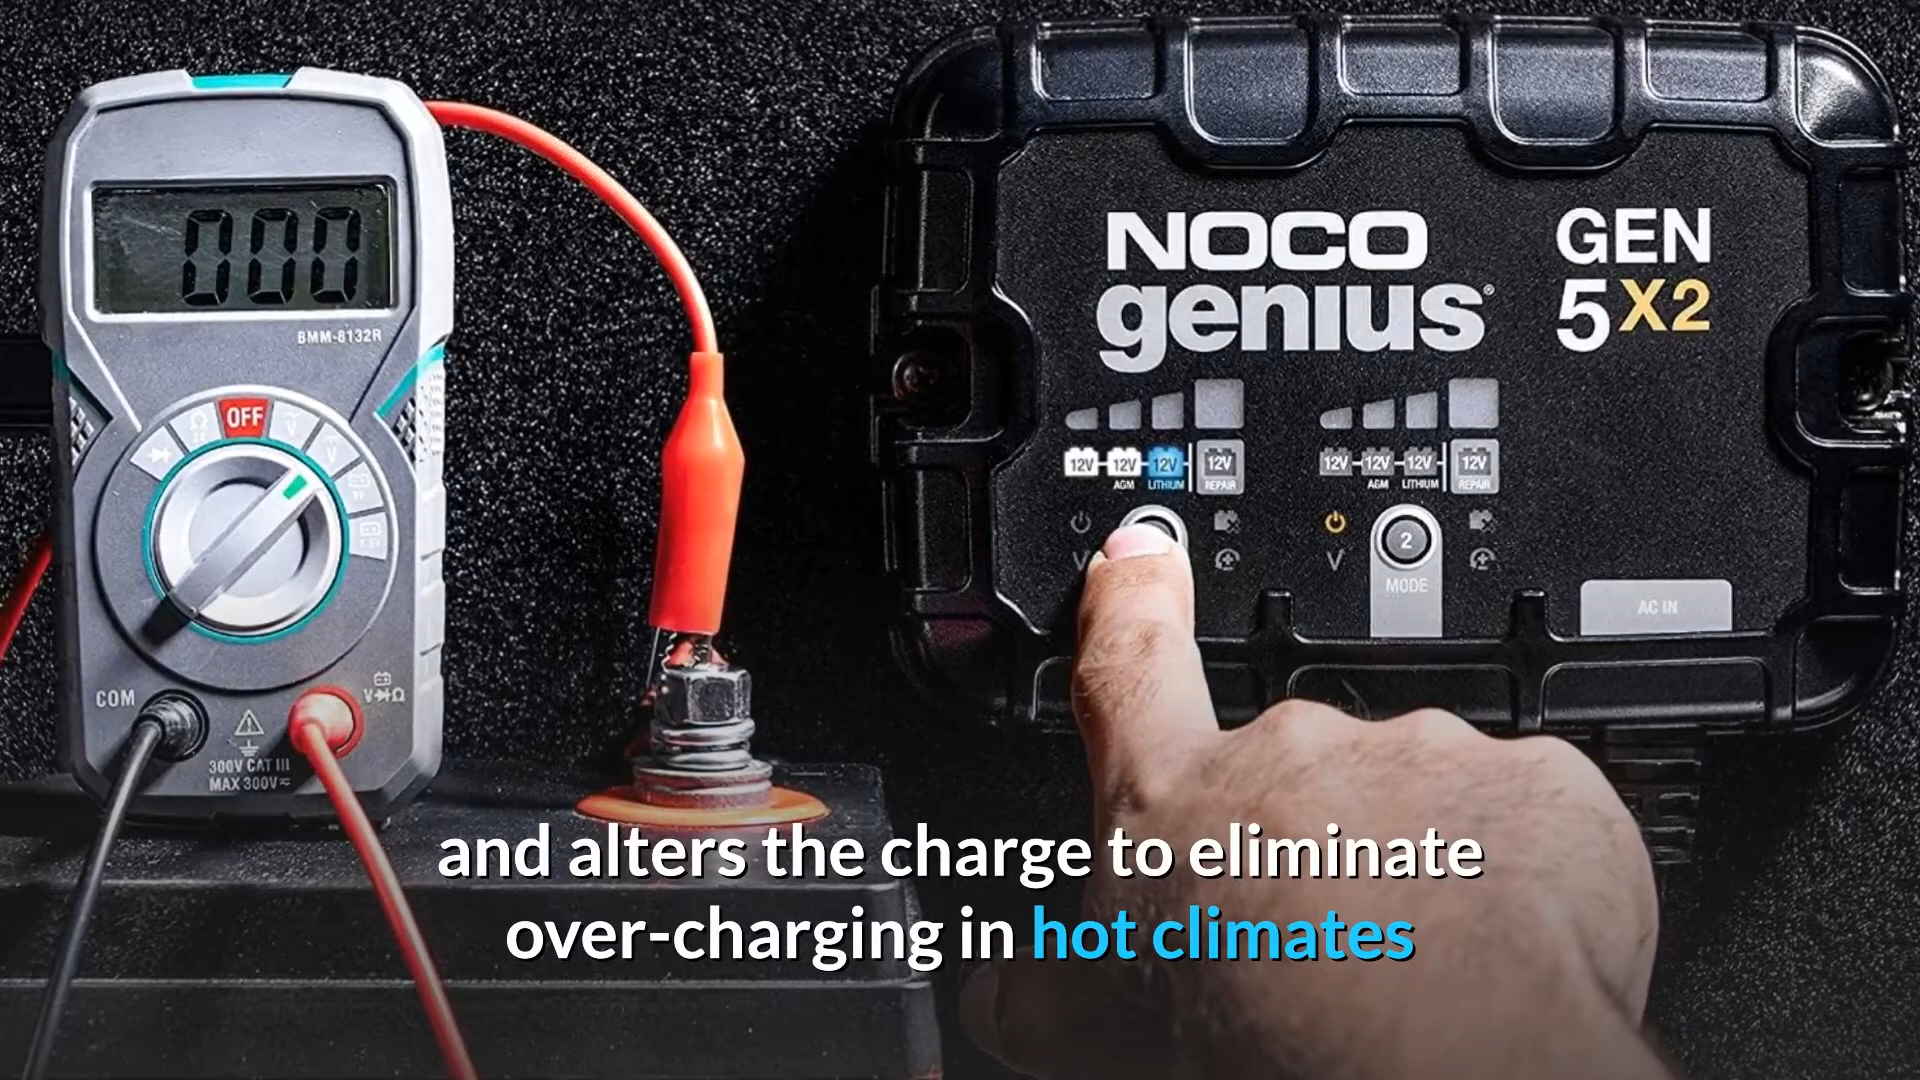 000
BMM-8132R
OFF
COM
300V CAT III
MAX 300V
NOCO
genius®
GEN
5X2
12V 12V 12V 12V
AGM LITHIUM REPAIR
12V 12V 12V 12V
AGM LITHIUM REPAIR
V
V
2
MODE
AC IN
and alters the charge to eliminate
over-charging in hot climates